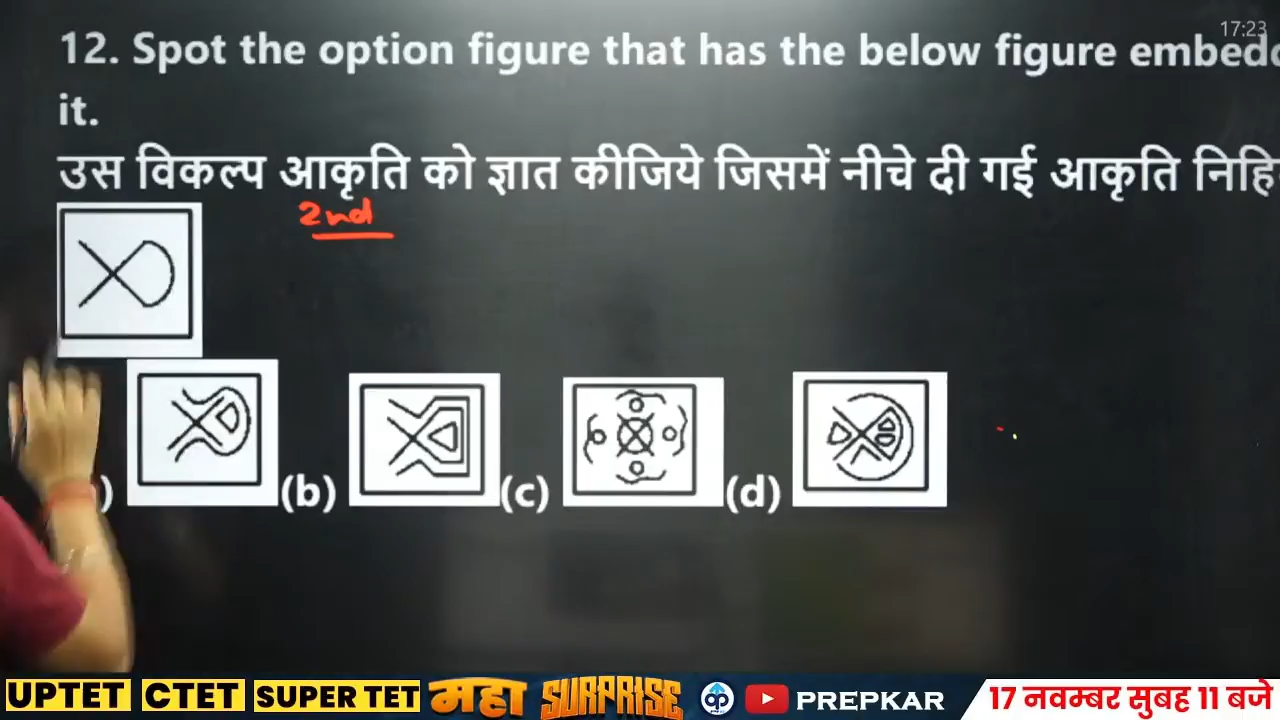 17:23
12. Spot the option figure that has the below figure embedd
it.
उस विकल्प आकृति को ज्ञात कीजिये जिसमें नीचे दी गई आकृति निहि
2nd
) (b) (c) (d)
UPTET CTET SUPER TET महा SURPRISE PREPKAR 17 नवम्बर सुबह 11 बजे